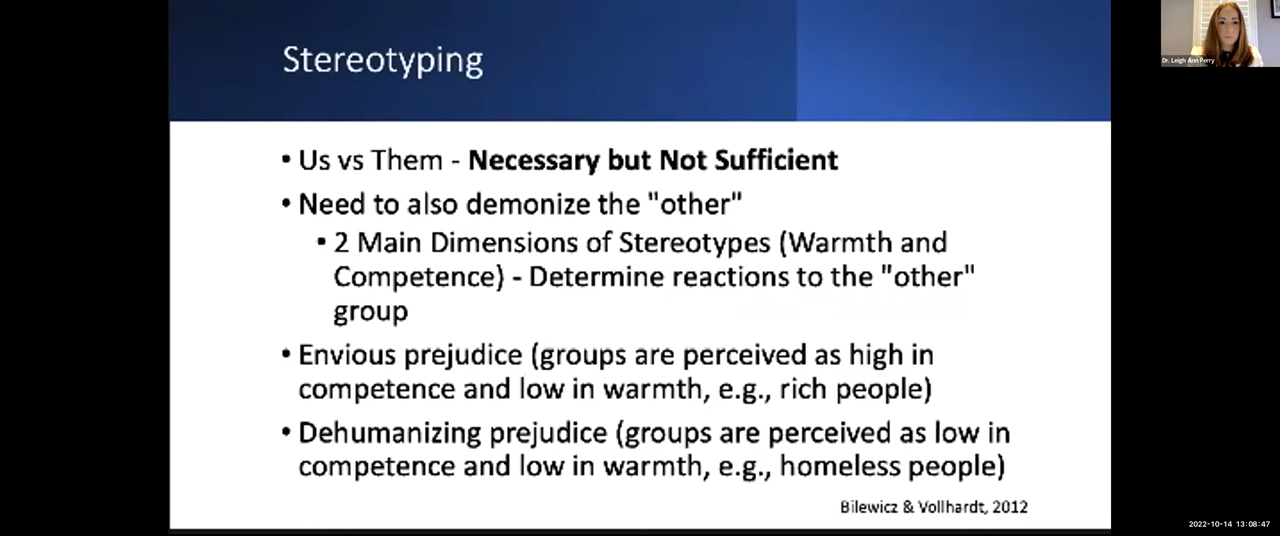 Stereotyping
• Us vs Them - Necessary but Not Sufficient
• Need to also demonize the "other"
• 2 Main Dimensions of Stereotypes (Warmth and
Competence) - Determine reactions to the "other"
group
• Envious prejudice (groups are perceived as high in
competence and low in warmth, e.g., rich people)
• Dehumanizing prejudice (groups are perceived as low in
competence and low in warmth, e.g., homeless people)
Bilewicz & Vollhardt, 2012
Dr. Leigh Ann Perry
2022-10-14 13:08:47